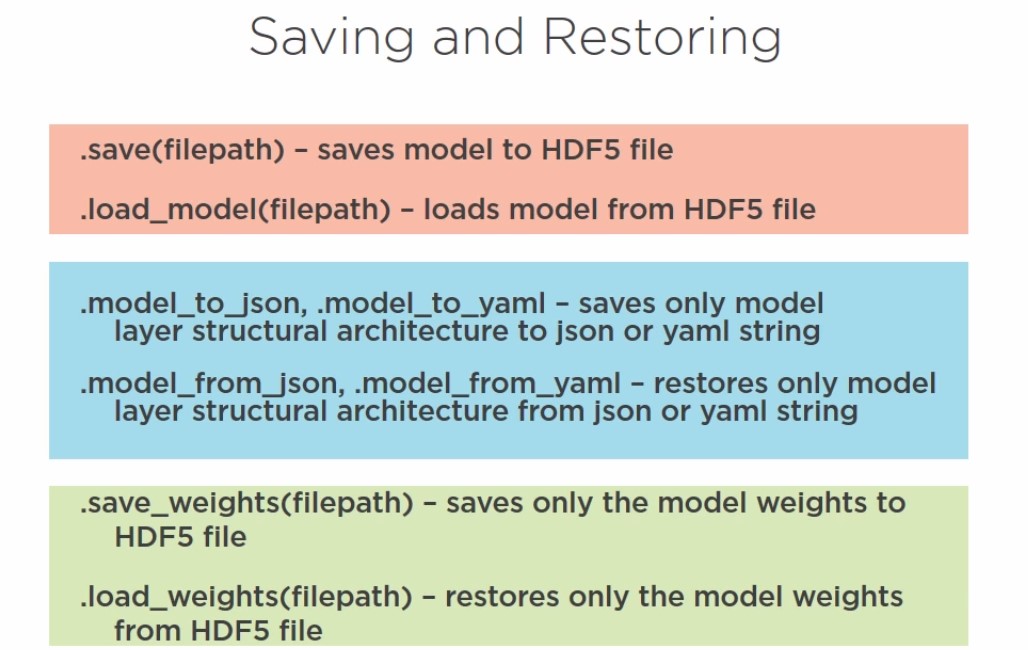 Saving and Restoring
.save(filepath) – saves model to HDF5 file
.load_model(filepath) – loads model from HDF5 file
.model_to_json, .model_to_yaml – saves only model
layer structural architecture to json or yaml string
.model_from_json, .model_from_yaml – restores only model
layer structural architecture from json or yaml string
.save_weights(filepath) – saves only the model weights to
HDF5 file
.load_weights(filepath) – restores only the model weights
from HDF5 file